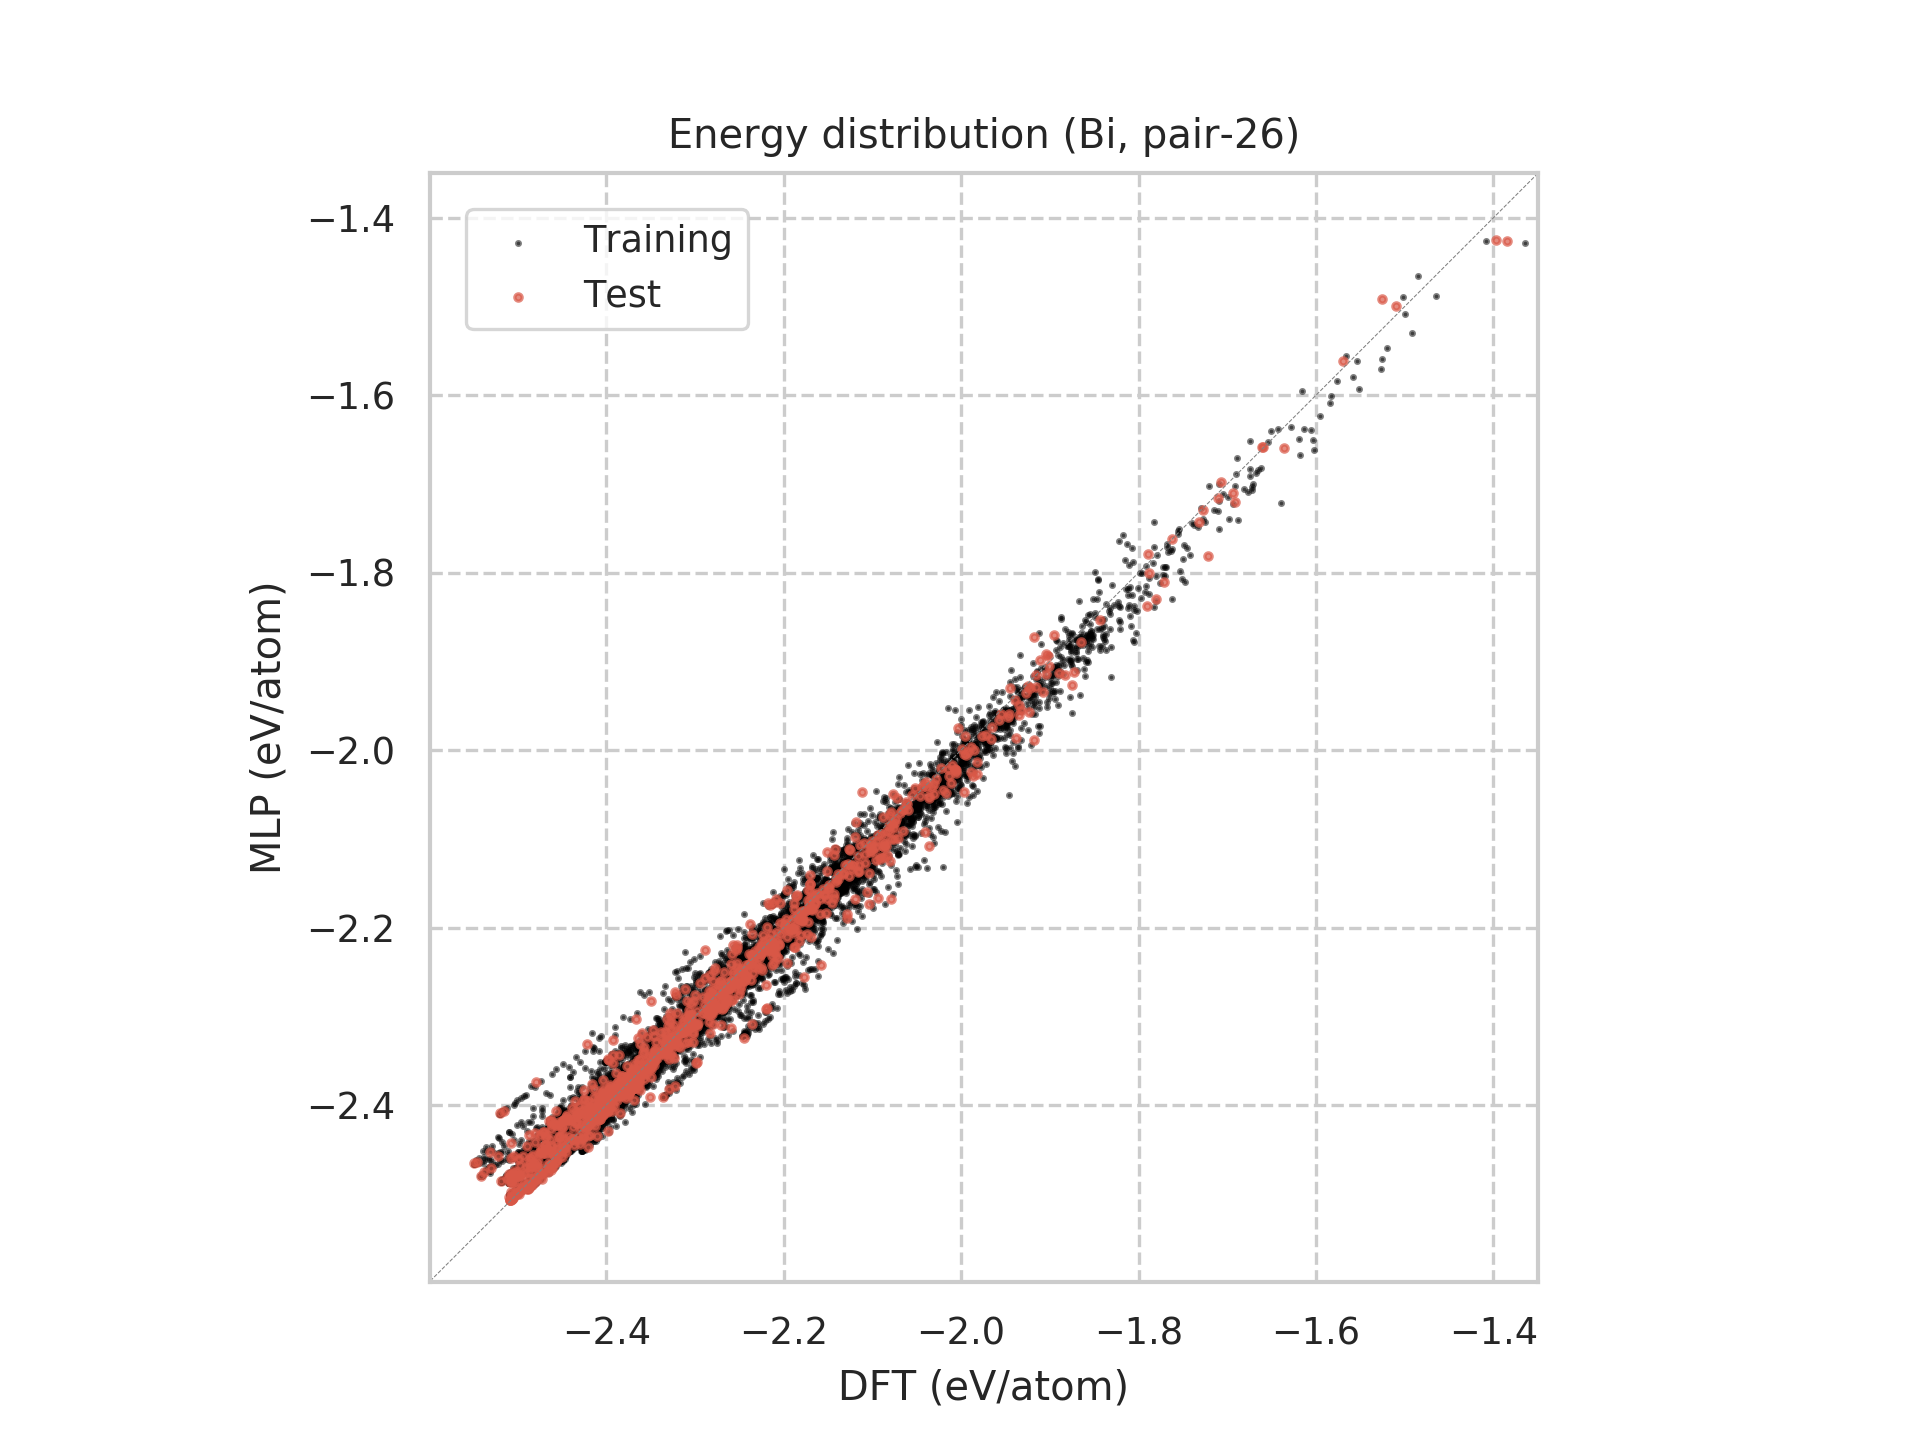 Energy distribution (Bi, pair-26)
Training
Test
−1.4
−1.6
−1.8
−2.0
−2.2
−2.4
MLP (eV/atom)
−2.4 −2.2 −2.0 −1.8 −1.6 −1.4
DFT (eV/atom)